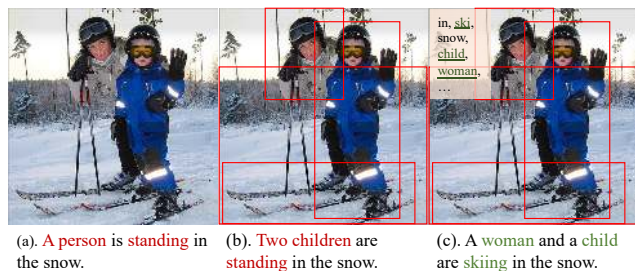 in, ski,
snow,
child,
woman,
...
(a). A person is standing in
the snow.
(b). Two children are
standing in the snow.
(c). A woman and a child
are skiing in the snow.